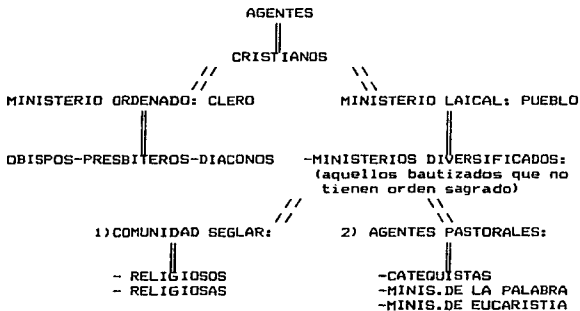 AGENTES
CRISTIANOS
MINISTERIO ORDENADO: CLERO
MINISTERIO LAICAL: PUEBLO
OBISPOS-PRESBITEROS-DIACONOS
-MINISTERIOS DIVERSIFICADOS:
(aquellos bautizados que no
tienen orden sagrado)
1)COMUNIDAD SEGLAR:
2) AGENTES PASTORALES:
- RELIGIOSOS
- RELIGIOSAS
-CATEQUISTAS
-MINIS.DE LA PALABRA
-MINIS.DE EUCARISTIA